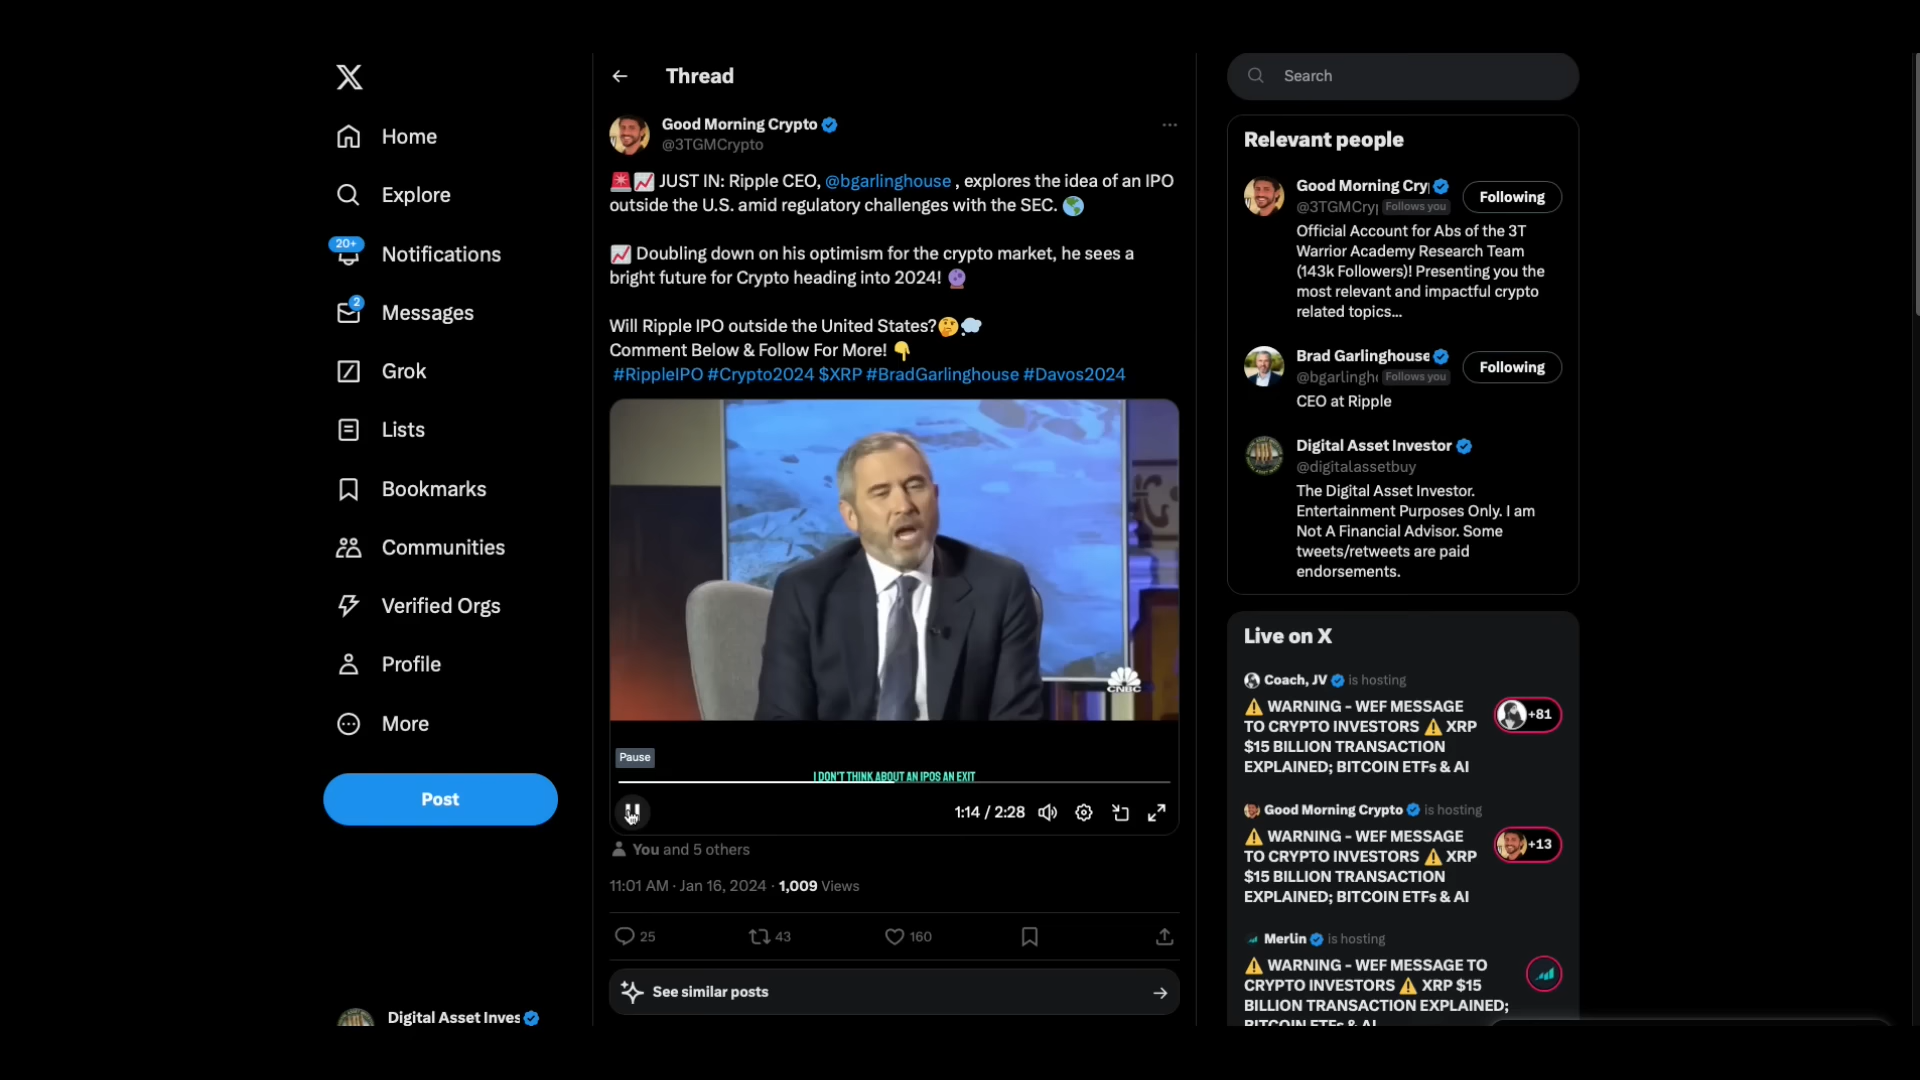 Home
Explore
20+
Notifications
2
Messages
Grok
Lists
Bookmarks
Communities
Verified Orgs
Profile
More
Post
Digital Asset Inves
Thread
Good Morning Crypto
@3TGMCrypto
JUST IN: Ripple CEO, @bgarlinghouse , explores the idea of an IPO
outside the U.S. amid regulatory challenges with the SEC.
Doubling down on his optimism for the crypto market, he sees a
bright future for Crypto heading into 2024!
Will Ripple IPO outside the United States?
Comment Below & Follow For More!
#RippleIPO #Crypto2024 $XRP #BradGarlinghouse #Davos2024
CNBC
Pause
I DON'T THINK ABOUT AN IPOS AN EXIT
1:14 / 2:28
You and 5 others
11:01 AM · Jan 16, 2024 · 1,009 Views
25
43
160
See similar posts
Search
Relevant people
Good Morning Cry
@3TGMCry
Follows you
Following
Official Account for Abs of the 3T
Warrior Academy Research Team
(143k Followers)! Presenting you the
most relevant and impactful crypto
related topics...
Brad Garlinghouse
@bgarlingh
Follows you
Following
CEO at Ripple
Digital Asset Investor
@digitalassetbuy
The Digital Asset Investor.
Entertainment Purposes Only. I am
Not A Financial Advisor. Some
tweets/retweets are paid
endorsements.
Live on X
Coach, JV is hosting
WARNING - WEF MESSAGE
TO CRYPTO INVESTORS XRP
$15 BILLION TRANSACTION
EXPLAINED; BITCOIN ETFs & AI
+81
Good Morning Crypto is hosting
WARNING - WEF MESSAGE
TO CRYPTO INVESTORS XRP
$15 BILLION TRANSACTION
EXPLAINED; BITCOIN ETFs & AI
+13
Merlin is hosting
WARNING - WEF MESSAGE TO
CRYPTO INVESTORS XRP $15
BILLION TRANSACTION EXPLAINED;
BITCOIN ETFs & AI